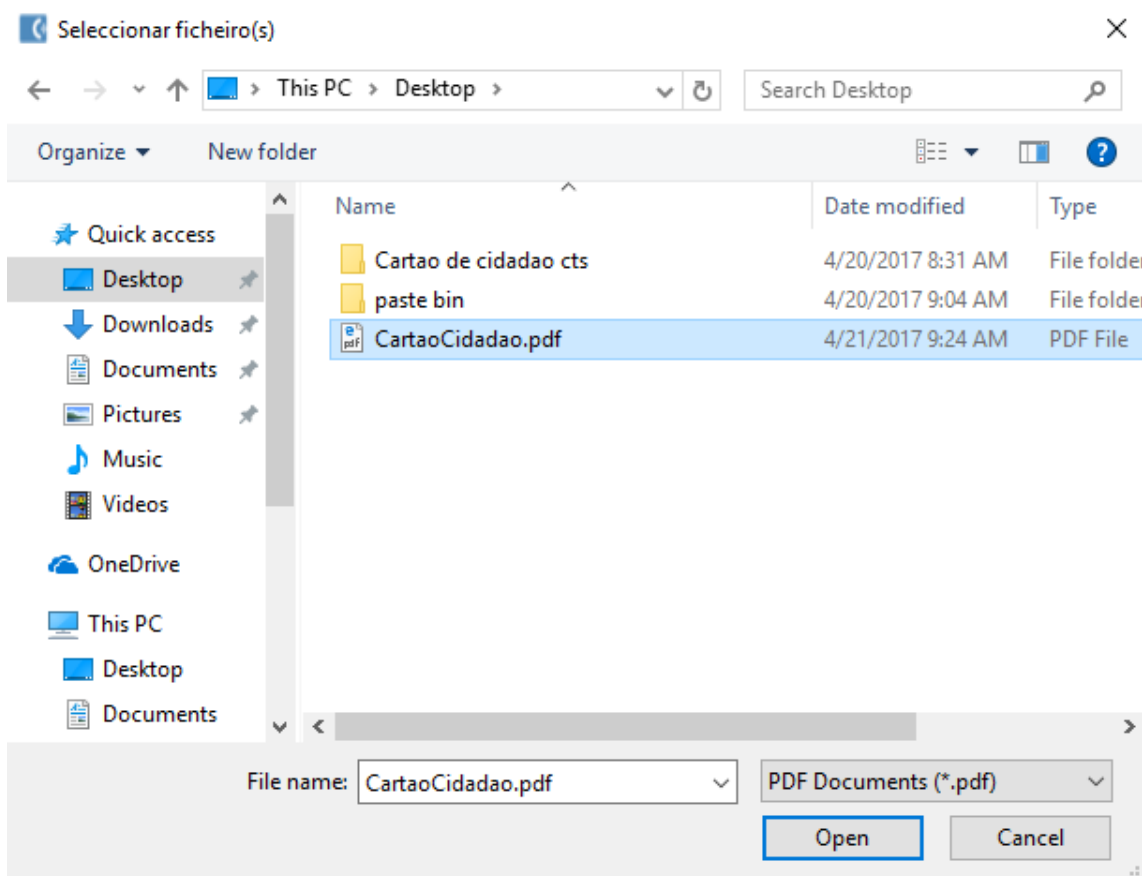 Seleccionar ficheiro(s)
This PC > Desktop >
Search Desktop
Organize
New folder
Name
Date modified
Type
Quick access
Desktop
Downloads
Documents
Pictures
Music
Videos
OneDrive
This PC
Desktop
Documents
Cartao de cidadao cts 4/20/2017 8:31 AM File folder
paste bin 4/20/2017 9:04 AM File folder
CartaoCidadao.pdf 4/21/2017 9:24 AM PDF File
File name: CartaoCidadao.pdf
PDF Documents (*.pdf)
Open
Cancel